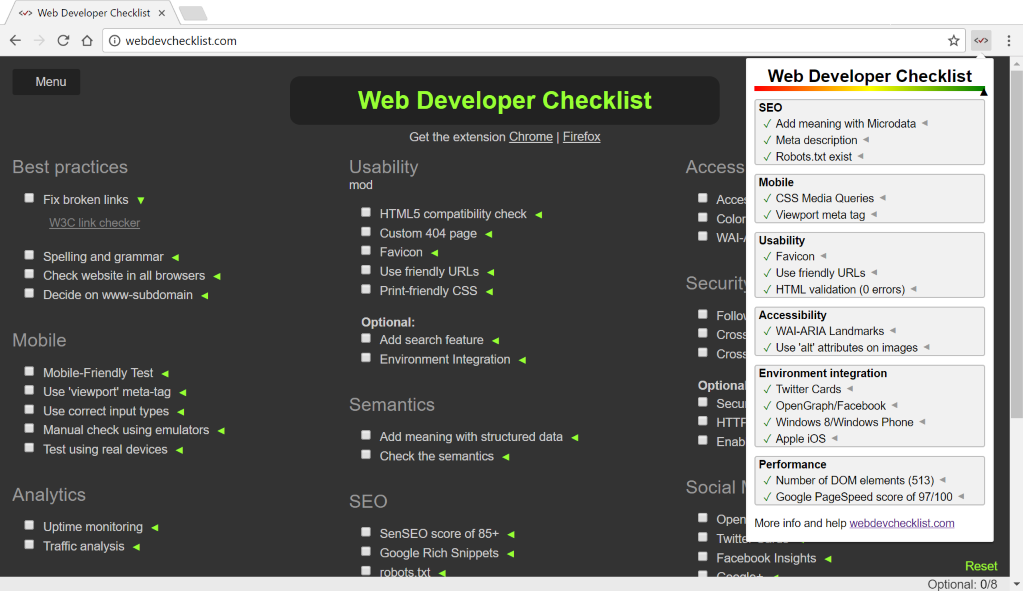 Web Developer Checklist
webdevchecklist.com
Menu
Web Developer Checklist
Get the extension Chrome | Firefox
Best practices
Fix broken links
W3C link checker
Spelling and grammar
Check website in all browsers
Decide on www-subdomain
Mobile
Mobile-Friendly Test
Use 'viewport' meta-tag
Use correct input types
Manual check using emulators
Test using real devices
Analytics
Uptime monitoring
Traffic analysis
Usability
mod
HTML5 compatibility check
Custom 404 page
Favicon
Use friendly URLs
Print-friendly CSS
Optional:
Add search feature
Environment Integration
Semantics
Add meaning with structured data
Check the semantics
SEO
SenSEO score of 85+
Google Rich Snippets
robots.txt
Access
Acces
Color
WAI-A
Security
Follow
Cross
Cross
Optional
Secu
HTTP
Enab
Social M
Open
Twitter Cards
Facebook Insights
Google+
Web Developer Checklist
SEO
✓ Add meaning with Microdata
✓ Meta description
✓ Robots.txt exist
Mobile
✓ CSS Media Queries
✓ Viewport meta tag
Usability
✓ Favicon
✓ Use friendly URLs
✓ HTML validation (0 errors)
Accessibility
✓ WAI-ARIA Landmarks
✓ Use 'alt' attributes on images
Environment integration
✓ Twitter Cards
✓ OpenGraph/Facebook
✓ Windows 8/Windows Phone
✓ Apple iOS
Performance
✓ Number of DOM elements (513)
✓ Google PageSpeed score of 97/100
More info and help webdevchecklist.com
Reset
Optional: 0/8